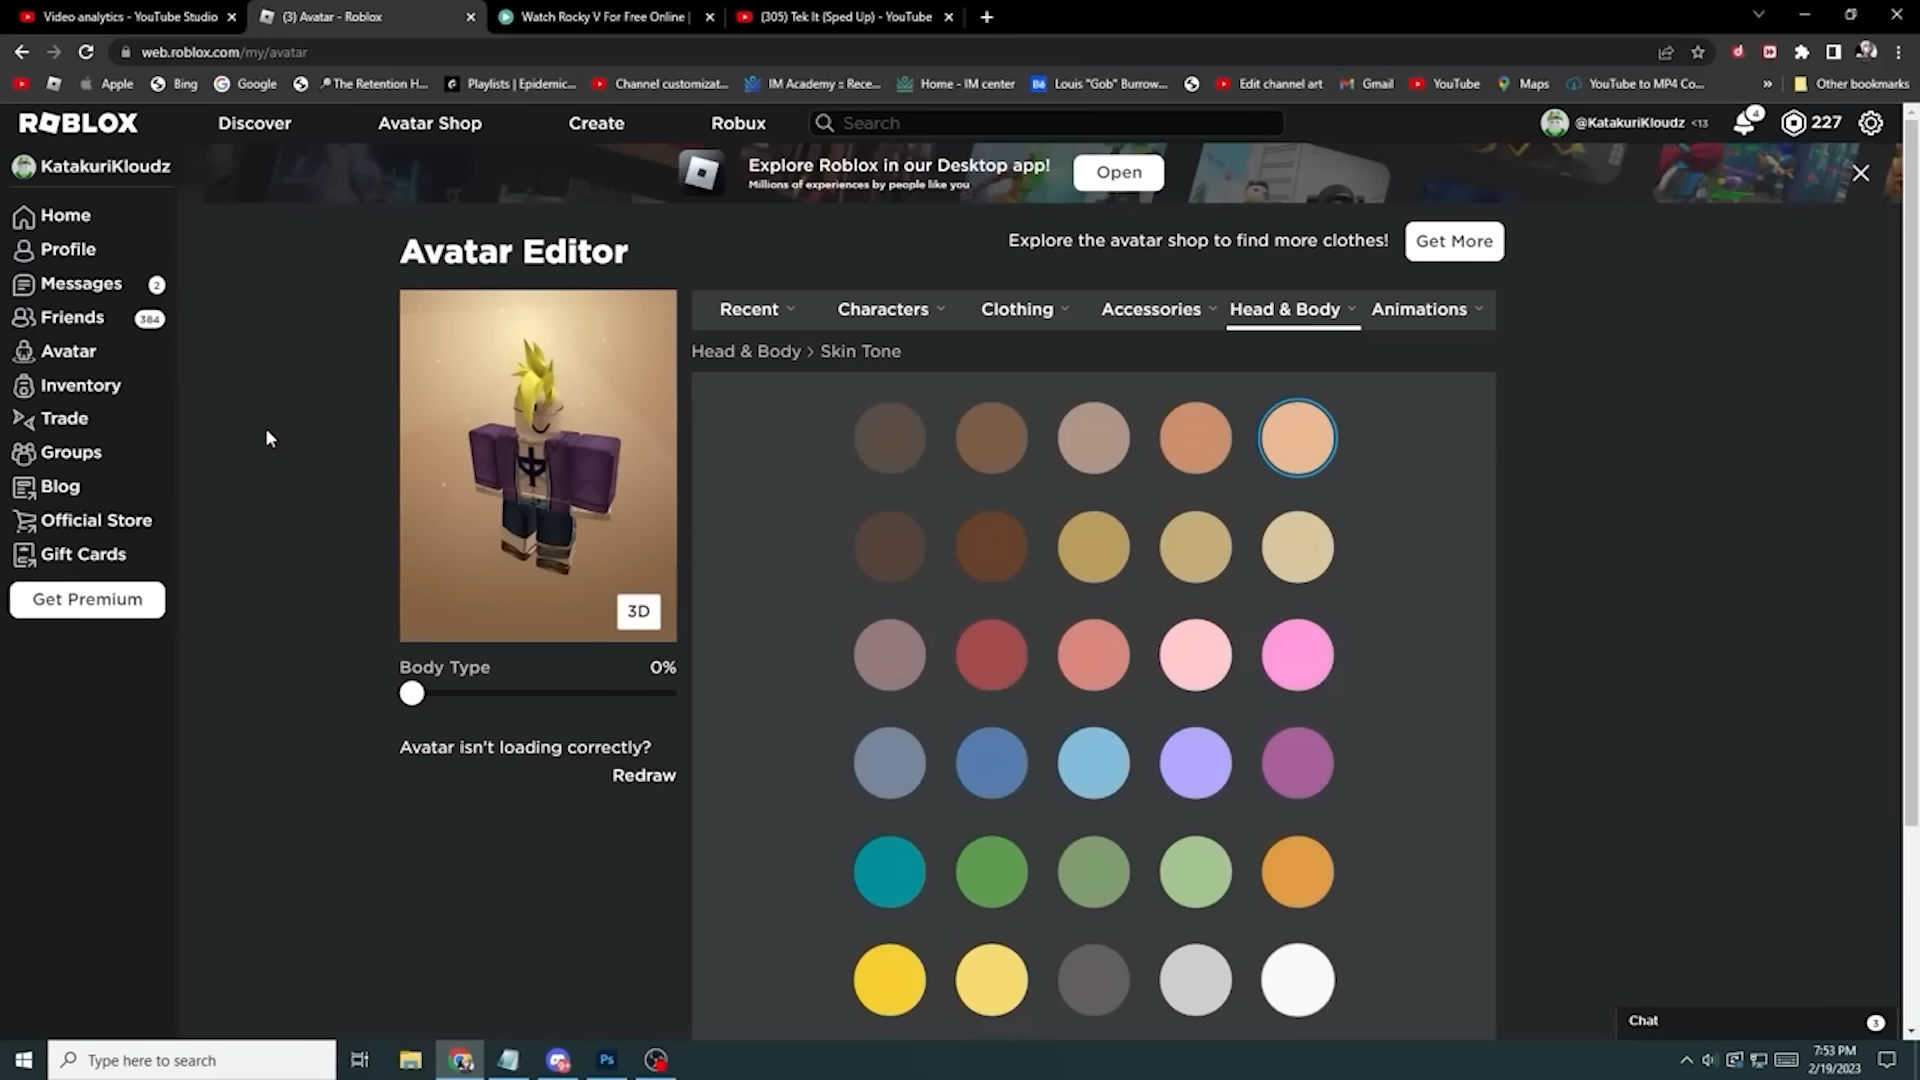 Video analytics - YouTube Studio
(3) Avatar - Roblox
Watch Rocky V For Free Online |
(305) Tek It (Sped Up) - YouTube
web.roblox.com/my/avatar
Apple
Bing
Google
The Retention H...
Playlists | Epidemic...
Channel customizat...
IM Academy :: Rece...
Home - IM center
Bē
Louis "Gob" Burrow...
Edit channel art
Gmail
YouTube
Maps
YouTube to MP4 Co...
»
Other bookmarks
ROBLOX
Discover
Avatar Shop
Create
Robux
Search
@KatakuriKloudz <13
4
227
KatakuriKloudz
Explore Roblox in our Desktop app!
Millions of experiences by people like you
Open
Home
Profile
Messages 2
Friends 384
Avatar
Inventory
Trade
Groups
Blog
Official Store
Gift Cards
Get Premium
Avatar Editor
Explore the avatar shop to find more clothes!
Get More
Recent
Characters
Clothing
Accessories
Head & Body
Animations
Head & Body > Skin Tone
3D
Body Type 0%
Avatar isn't loading correctly?
Redraw
Chat 3
Type here to search
Ps
7:53 PM
2/19/2023